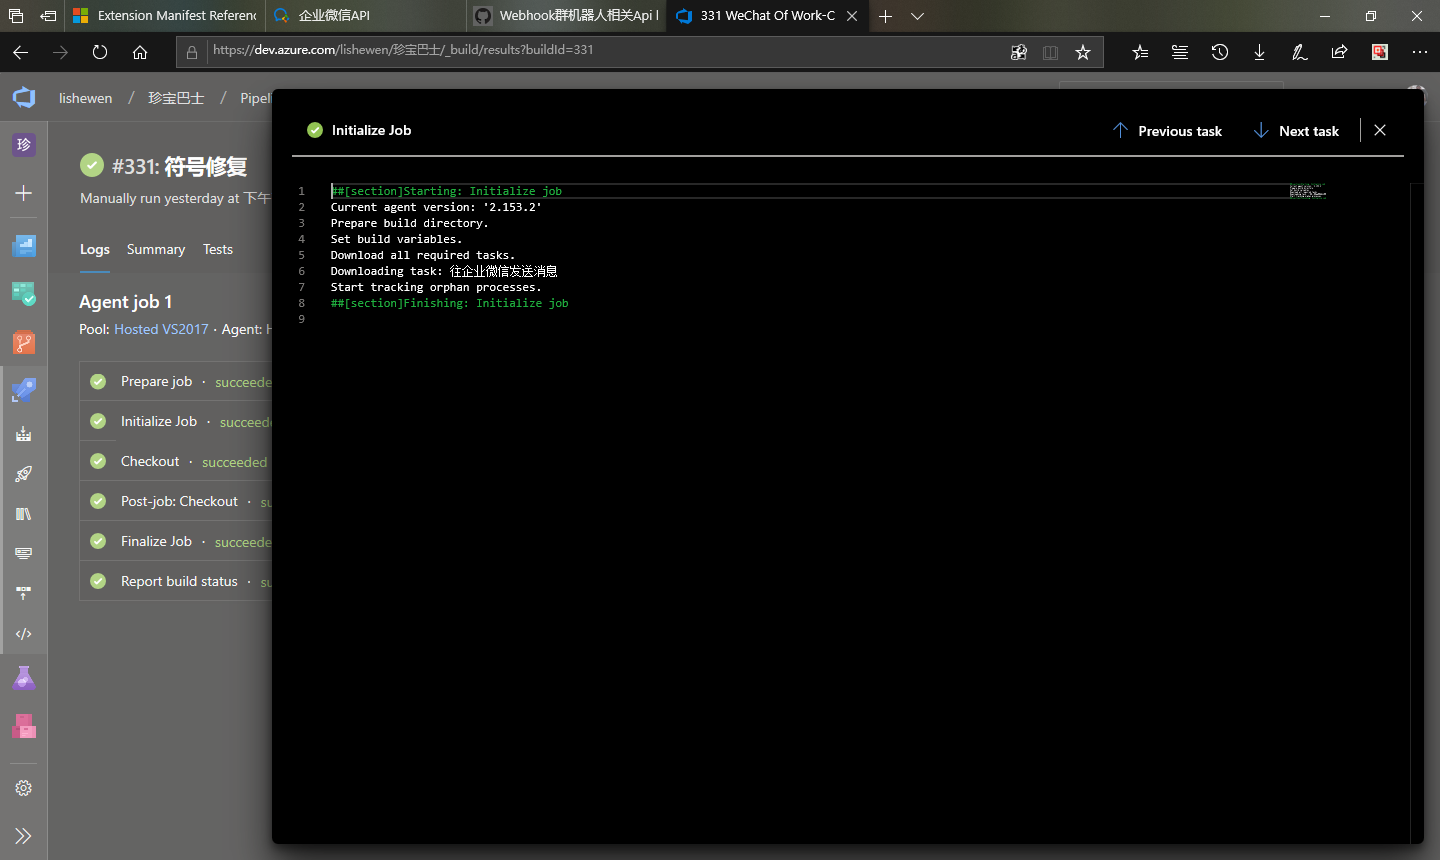 Extension Manifest Referenc
企业微信API
Webhook群机器人相关Api
331 WeChat Of Work-C
https://dev.azure.com/lishewen/珍宝巴士/_build/results?buildId=331
lishewen / 珍宝巴士 / Pipeli
珍
#331: 符号修复
Manually run yesterday at 下午
Logs Summary Tests
Agent job 1
Pool: Hosted VS2017 · Agent: H
Prepare job · succeede
Initialize Job · succeede
Checkout · succeeded
Post-job: Checkout · su
Finalize Job · succeede
Report build status · su
Initialize Job
Previous task
Next task
1 ##[section]Starting: Initialize job
2 Current agent version: '2.153.2'
3 Prepare build directory.
4 Set build variables.
5 Download all required tasks.
6 Downloading task: 往企业微信发送消息
7 Start tracking orphan processes.
8 ##[section]Finishing: Initialize job
9